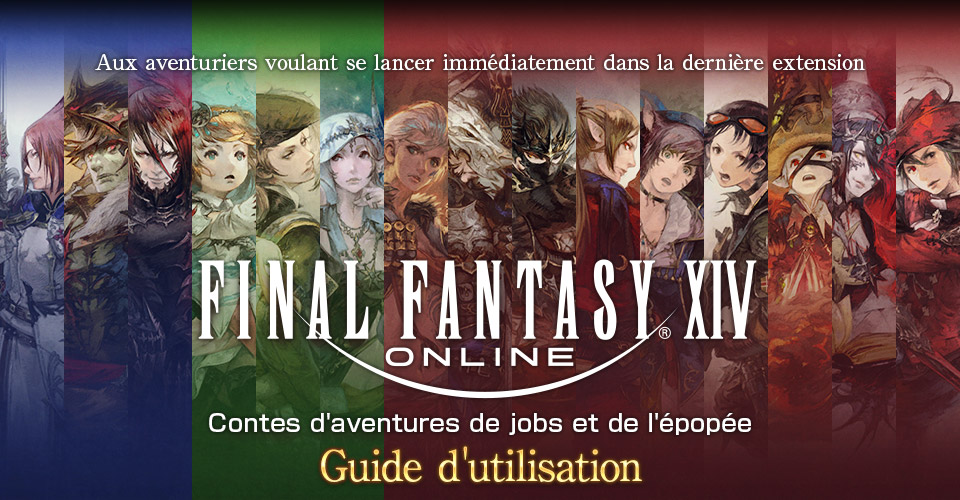 Aux aventuriers voulant se lancer immédiatement dans la dernière extension
FINAL FANTASY® XIV
ONLINE
Contes d'aventures de jobs et de l'épopée
Guide d'utilisation